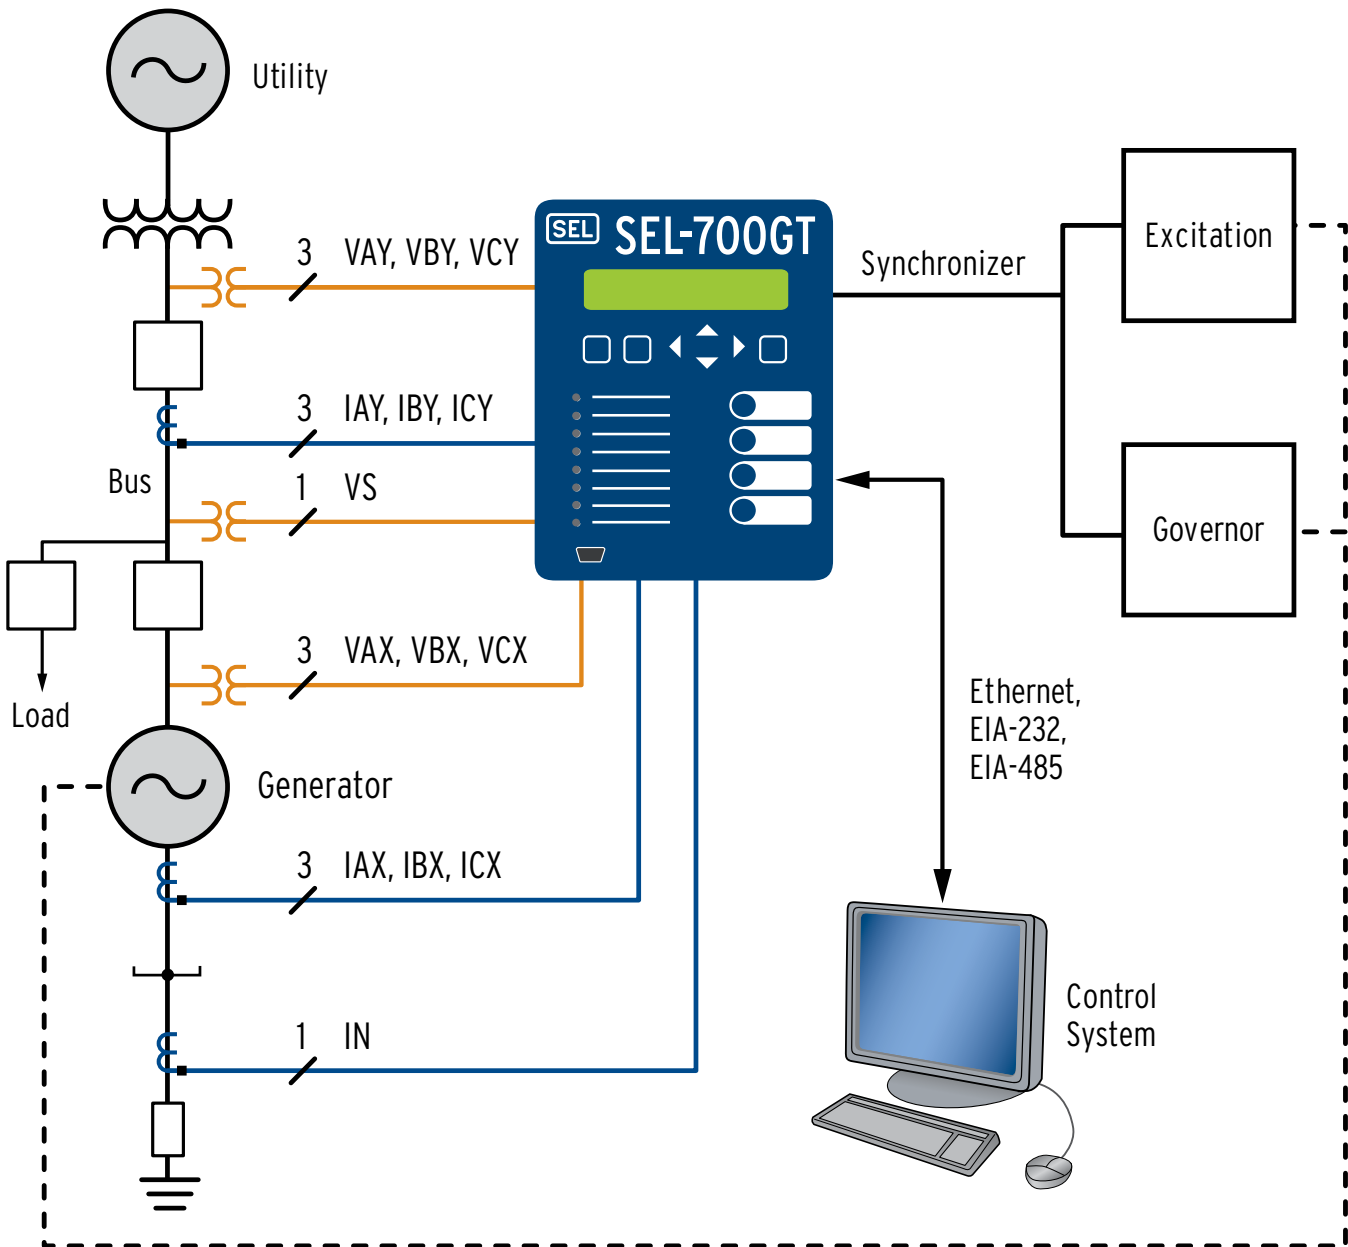 Utility
SEL SEL-700GT
3 VAY, VBY, VCY
Synchronizer
Excitation
3 IAY, IBY, ICY
Bus
1 VS
Governor
3 VAX, VBX, VCX
Load
Ethernet,
EIA-232,
EIA-485
Generator
3 IAX, IBX, ICX
Control
System
1 IN